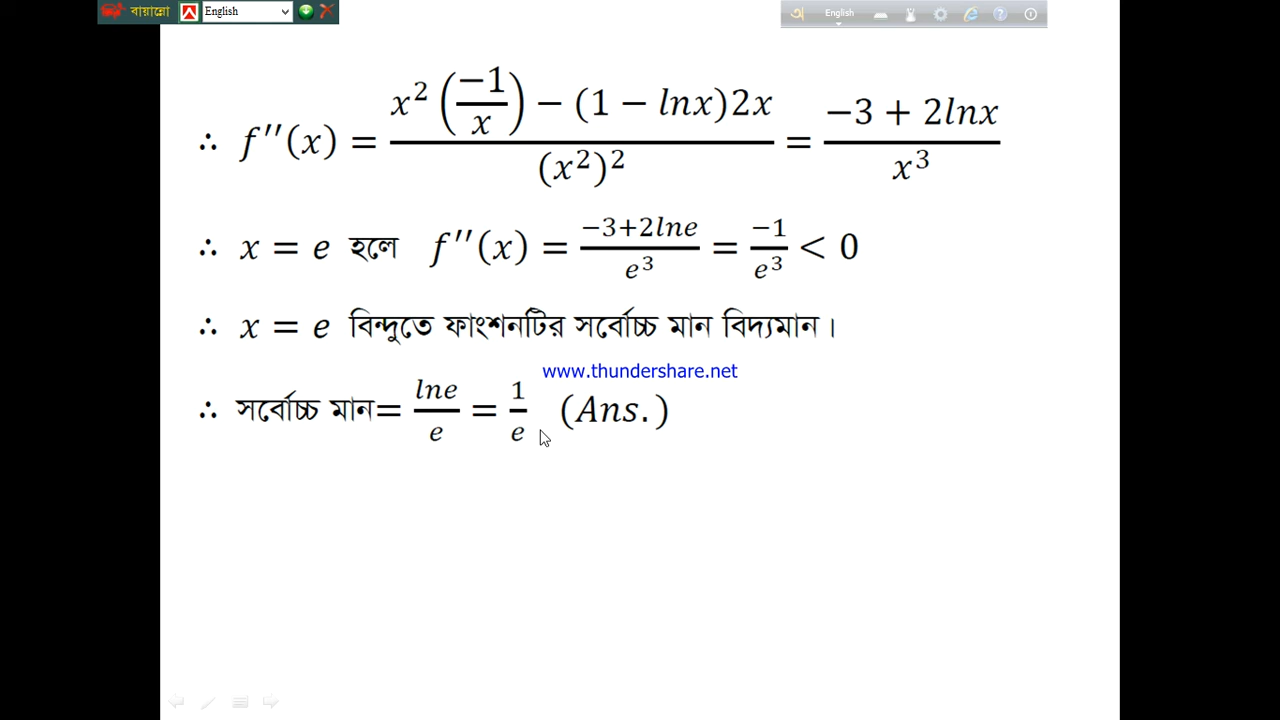 বায়ান্নো English
অ English
∴ f′′(x) = (x²(−1/x) − (1 − lnx)2x)/(x²)² = (−3 + 2lnx)/x³
∴ x = e হলে f′′(x) = (−3+2lne)/e³ = −1/e³ < 0
∴ x = e বিন্দুতে ফাংশনটির সর্বোচ্চ মান বিদ্যমান।
www.thundershare.net
∴ সর্বোচ্চ মান= lne/e = 1/e (Ans.)